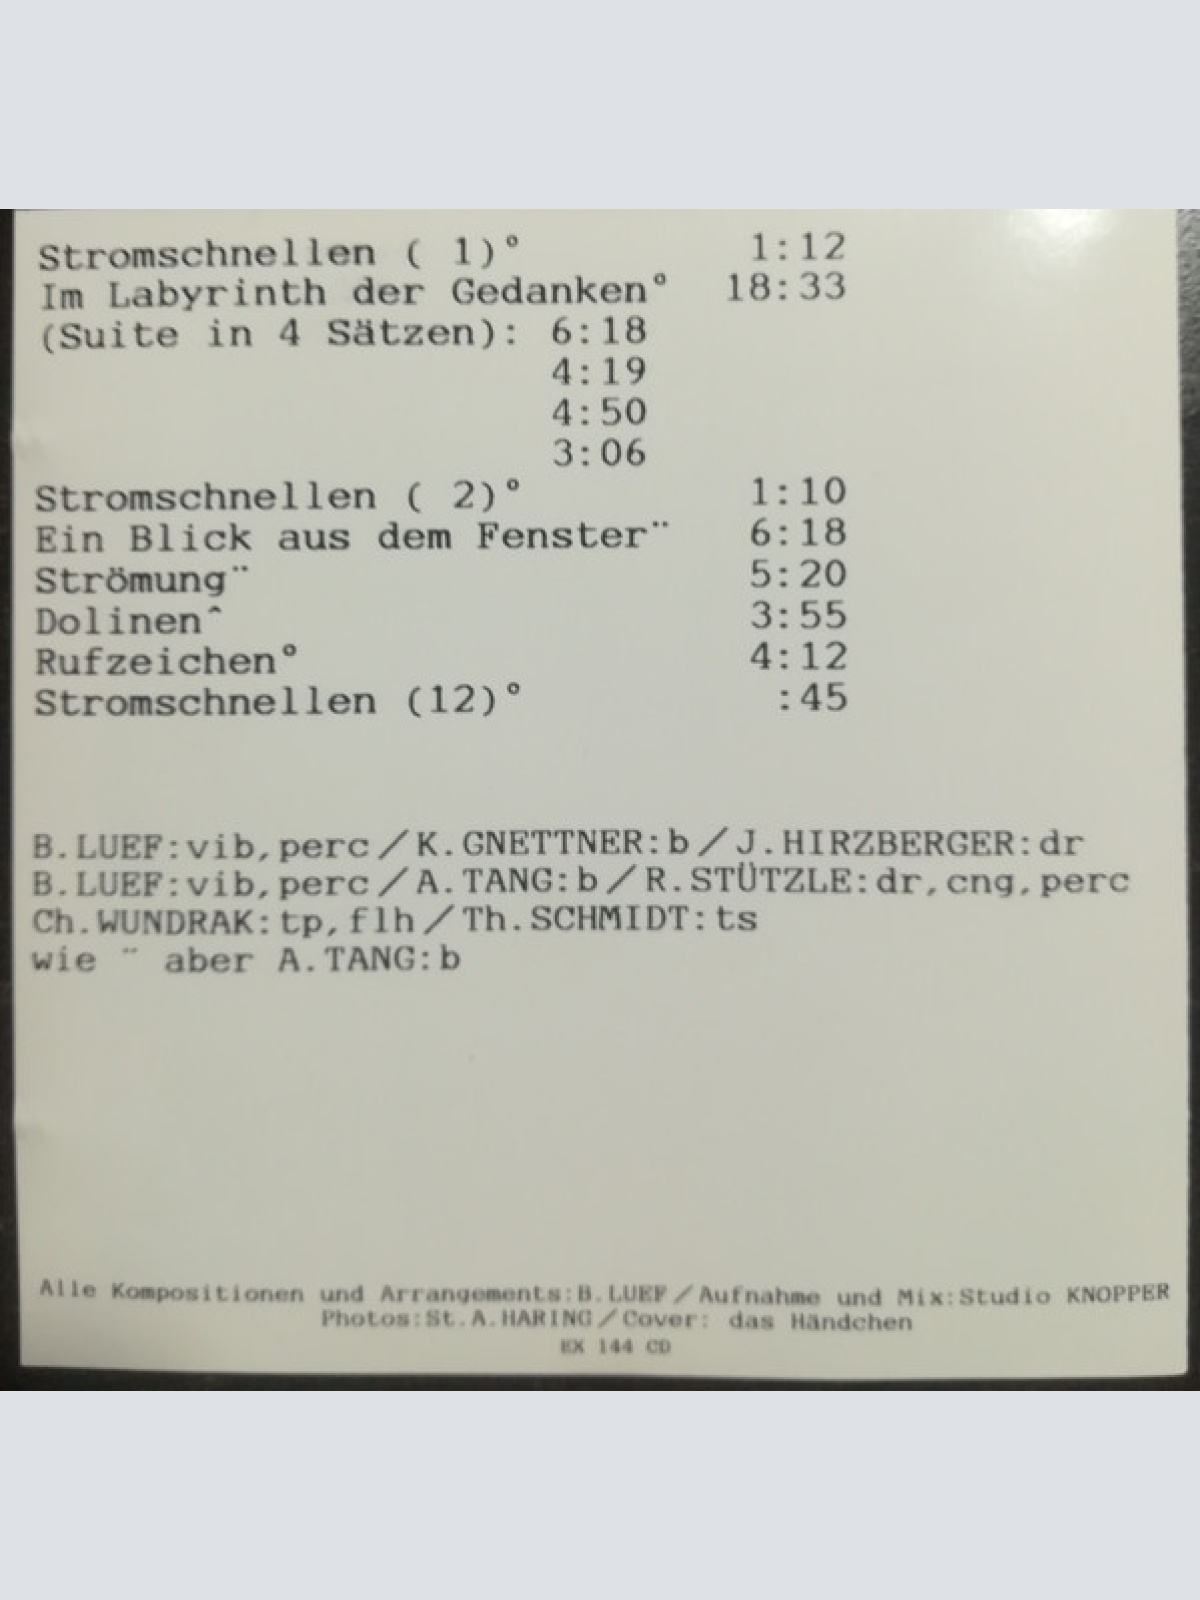 Stromschnellen ( 1)° 1:12
Im Labyrinth der Gedanken° 18:33
(Suite in 4 Sätzen): 6:18
4:19
4:50
3:06
Stromschnellen ( 2)° 1:10
Ein Blick aus dem Fenster¨ 6:18
Strömung¨ 5:20
Dolinen^ 3:55
Rufzeichen° 4:12
Stromschnellen (12)° :45
B.LUEF:vib,perc/K.GNETTNER:b/J.HIRZBERGER:dr
B.LUEF:vib,perc/A.TANG:b/R.STÜTZLE:dr,cng,perc
Ch.WUNDRAK:tp,flh/Th.SCHMIDT:ts
wie ¨ aber A.TANG:b
Alle Kompositionen und Arrangements:B.LUEF/Aufnahme und Mix:Studio KNOPPER
Photos:St.A.HARING/Cover: das Händchen
EX 144 CD